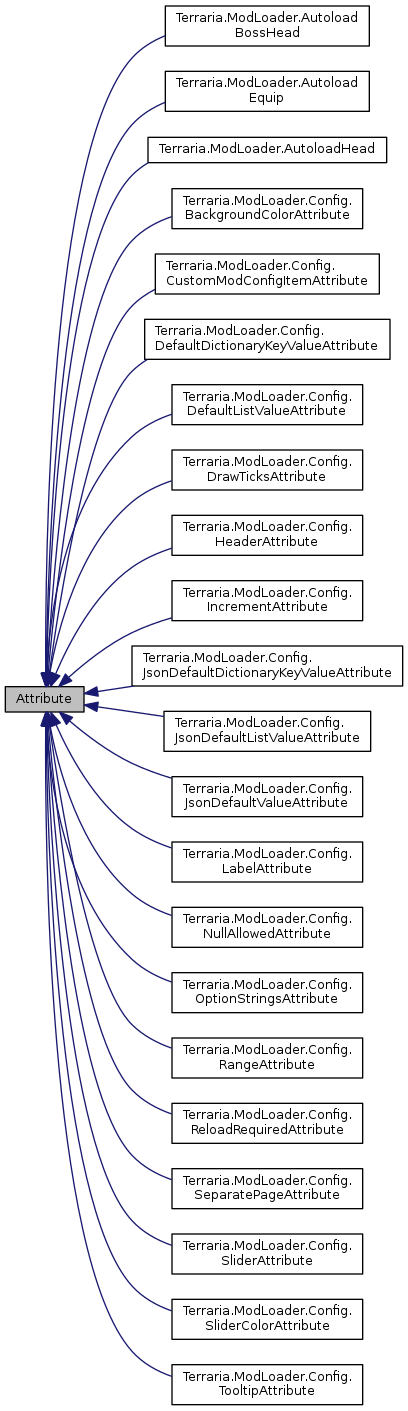 Terraria.ModLoader.Autoload
BossHead
Terraria.ModLoader.Autoload
Equip
Terraria.ModLoader.AutoloadHead
Terraria.ModLoader.Config.
BackgroundColorAttribute
Terraria.ModLoader.Config.
CustomModConfigItemAttribute
Terraria.ModLoader.Config.
DefaultDictionaryKeyValueAttribute
Terraria.ModLoader.Config.
DefaultListValueAttribute
Terraria.ModLoader.Config.
DrawTicksAttribute
Terraria.ModLoader.Config.
HeaderAttribute
Terraria.ModLoader.Config.
IncrementAttribute
Terraria.ModLoader.Config.
JsonDefaultDictionaryKeyValueAttribute
Attribute
Terraria.ModLoader.Config.
JsonDefaultListValueAttribute
Terraria.ModLoader.Config.
JsonDefaultValueAttribute
Terraria.ModLoader.Config.
LabelAttribute
Terraria.ModLoader.Config.
NullAllowedAttribute
Terraria.ModLoader.Config.
OptionStringsAttribute
Terraria.ModLoader.Config.
RangeAttribute
Terraria.ModLoader.Config.
ReloadRequiredAttribute
Terraria.ModLoader.Config.
SeparatePageAttribute
Terraria.ModLoader.Config.
SliderAttribute
Terraria.ModLoader.Config.
SliderColorAttribute
Terraria.ModLoader.Config.
TooltipAttribute